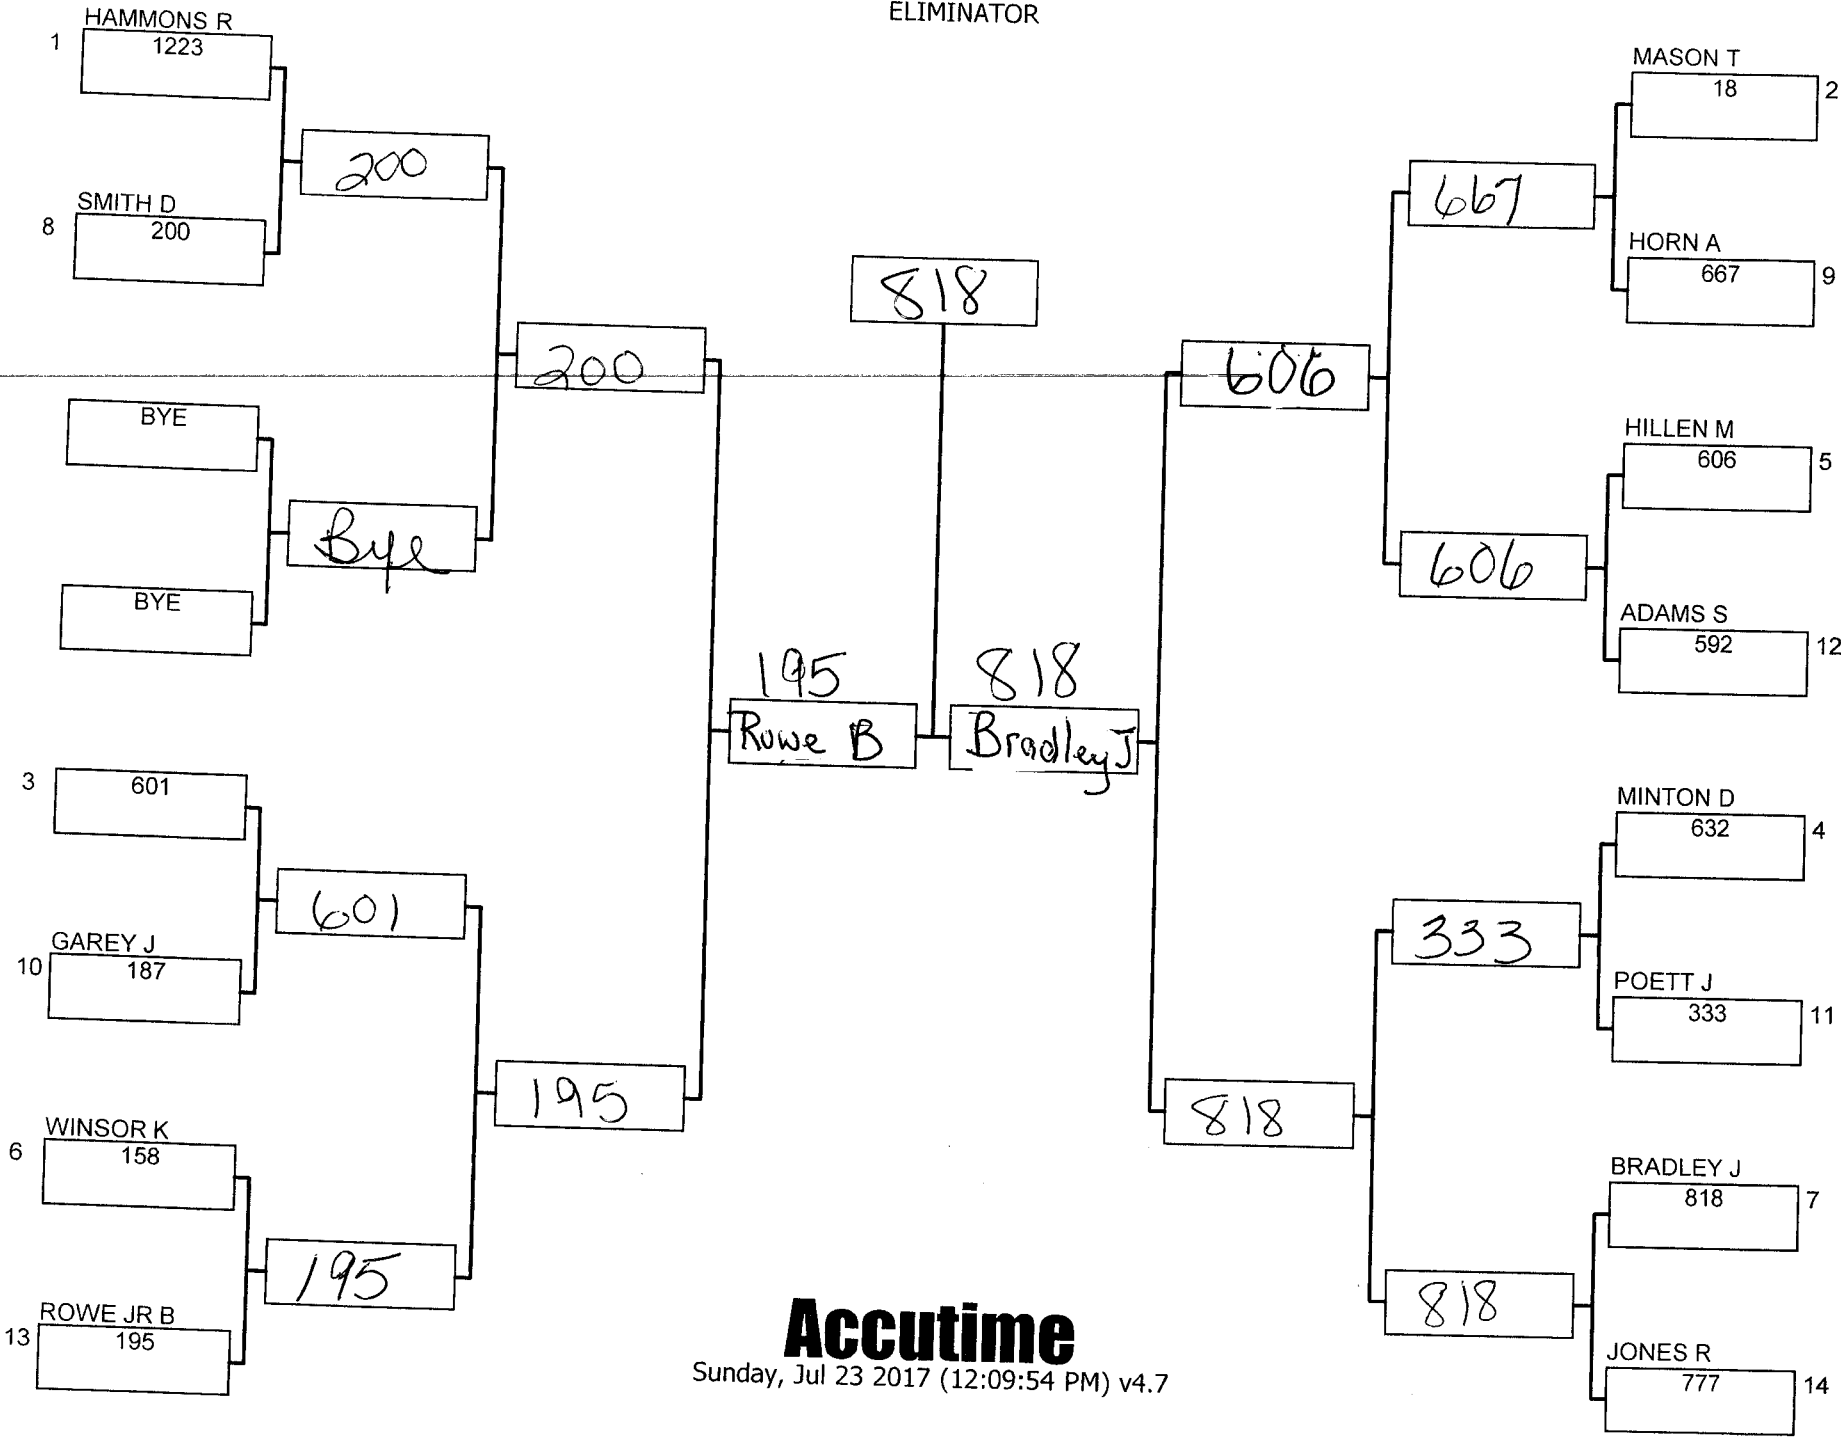 ELIMINATOR
HAMMONS R
1 1223
200
SMITH D
8 200
200
BYE
Bye
BYE
195
Rowe B
3 601
601
GAREY J
10 187
195
WINSOR K
6 158
195
ROWE JR B
13 195
818
818
Bradley J
MASON T
18 2
667
HORN A
667 9
606
HILLEN M
606 5
606
ADAMS S
592 12
MINTON D
632 4
333
POETT J
333 11
818
BRADLEY J
818 7
818
JONES R
777 14
Accutime
Sunday, Jul 23 2017 (12:09:54 PM) v4.7